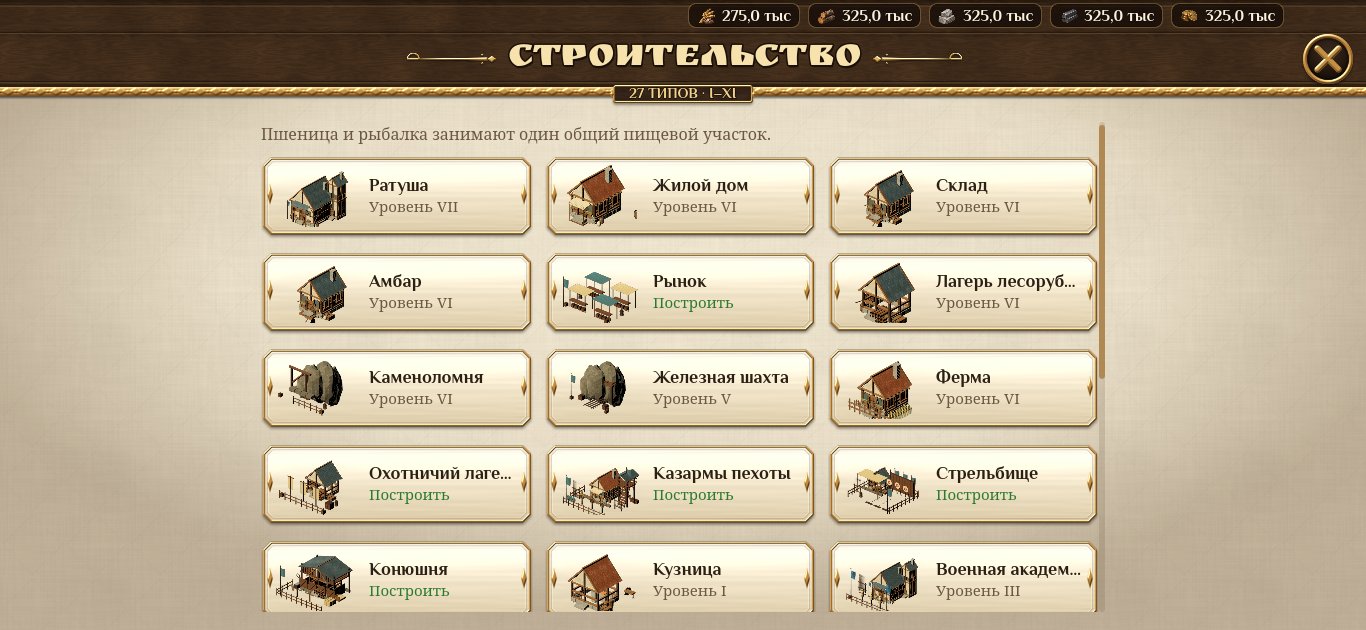 275,0 тыс 325,0 тыс 325,0 тыс 325,0 тыс 325,0 тыс
СТРОИТЕЛЬСТВО
27 ТИПОВ · I–XI
Пшеница и рыбалка занимают один общий пищевой участок.
Ратуша
Уровень VII
Жилой дом
Уровень VI
Склад
Уровень VI
Амбар
Уровень VI
Рынок
Построить
Лагерь лесоруб...
Уровень VI
Каменоломня
Уровень VI
Железная шахта
Уровень V
Ферма
Уровень VI
Охотничий лаге...
Построить
Казармы пехоты
Построить
Стрельбище
Построить
Конюшня
Построить
Кузница
Уровень I
Военная академ...
Уровень III